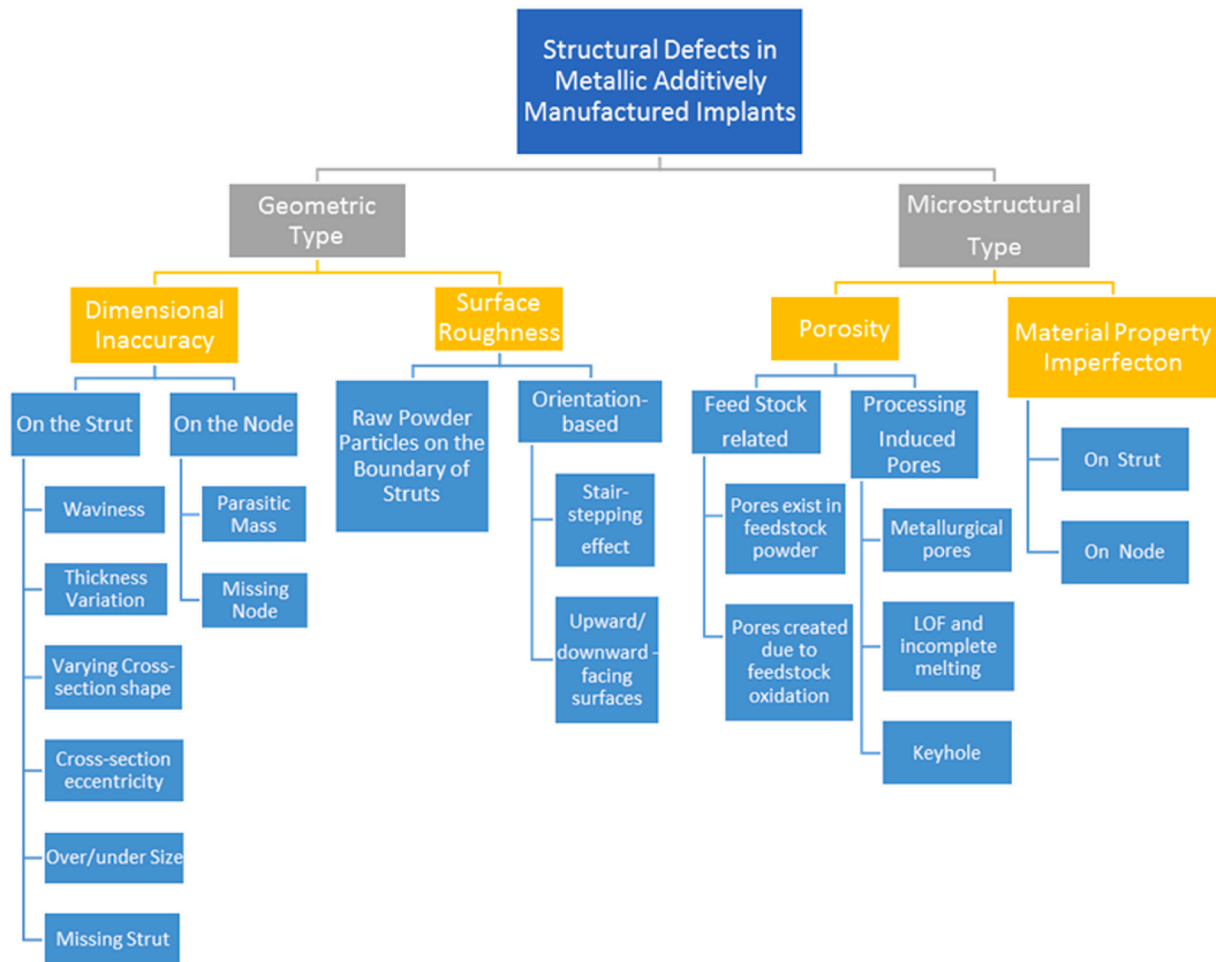 Structural Defects in
Metallic Additively
Manufactured Implants
Geometric
Type
Microstructural
Type
Dimensional
Inaccuracy
Surface
Roughness
Porosity
Material Property
Imperfecton
On the Strut
On the Node
Raw Powder
Particles on the
Boundary of
Struts
Orientation-
based
Feed Stock
related
Processing
Induced
Pores
Waviness
Thickness
Variation
Varying Cross-
section shape
Cross-section
eccentricity
Over/under Size
Missing Strut
Parasitic
Mass
Missing
Node
Stair-
stepping
effect
Upward/
downward -
facing
surfaces
Pores exist in
feedstock
powder
Pores created
due to
feedstock
oxidation
Metallurgical
pores
LOF and
incomplete
melting
Keyhole
On Strut
On Node